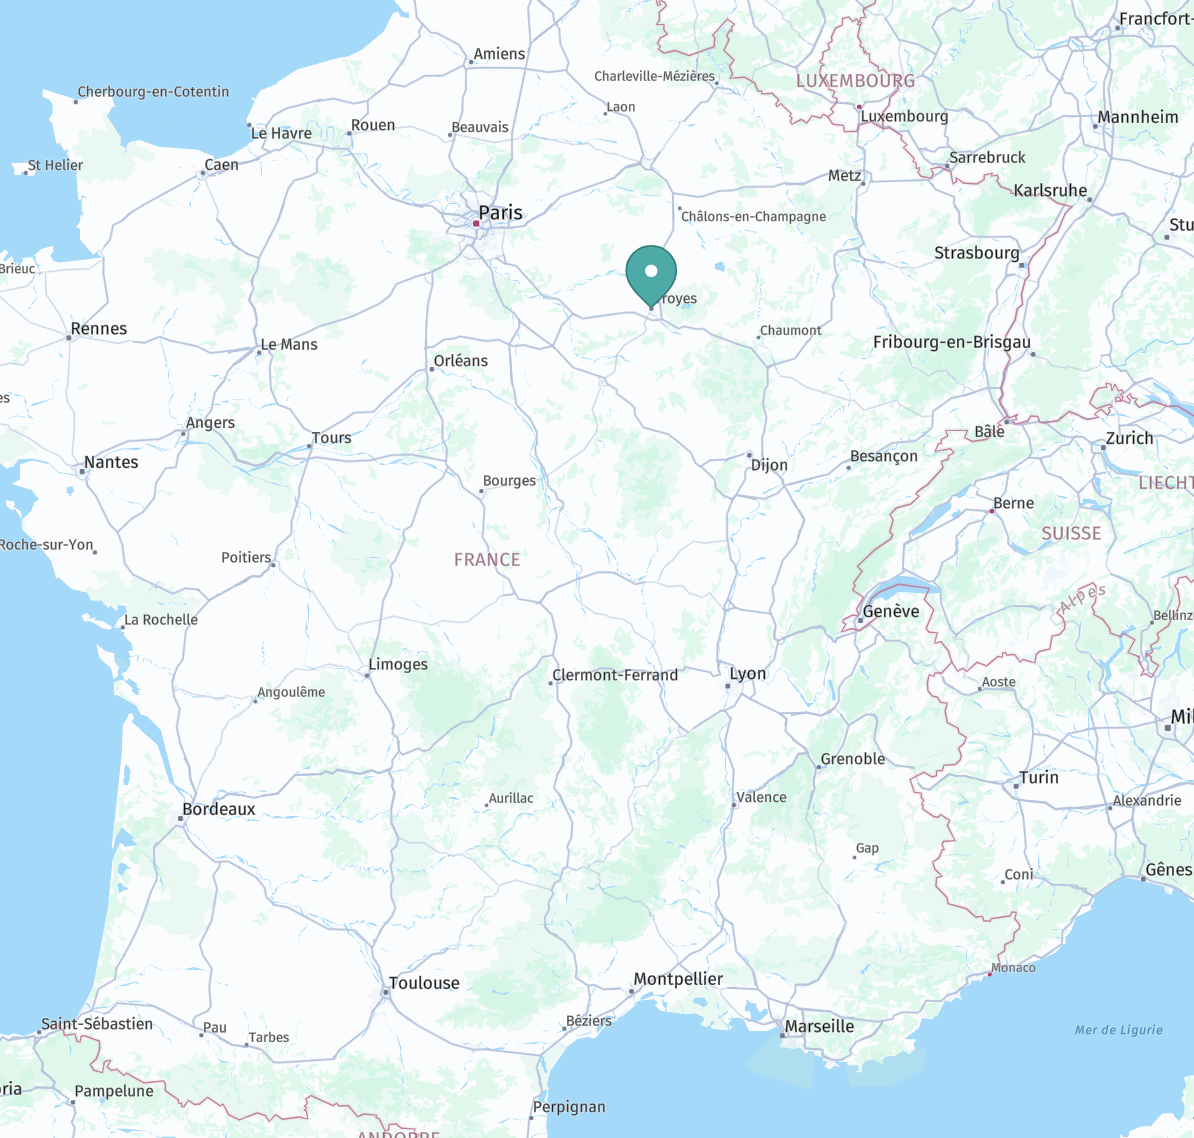 Francfort-
Amiens
Charleville-Mézières
LUXEMBOURG
Cherbourg-en-Cotentin
Laon
Luxembourg
Mannheim
Le Havre
Rouen
Beauvais
St Helier
Caen
Sarrebruck
Metz
Karlsruhe
Paris
Châlons-en-Champagne
Stu
Strasbourg
Brieuc
royes
Rennes
Chaumont
Le Mans
Fribourg-en-Brisgau
Orléans
es
Angers
Bâle
Tours
Zurich
Nantes
Dijon
Besançon
Bourges
LIECHT
Berne
SUISSE
Roche-sur-Yon
Poitiers
FRANCE
Alpes
Genève
La Rochelle
Bellinz
Limoges
Clermont-Ferrand
Lyon
Aoste
Angoulême
Mil
Grenoble
Turin
Aurillac
Valence
Alexandrie
Bordeaux
Gap
Coni
Gênes
Monaco
Toulouse
Montpellier
Saint-Sébastien
Pau
Tarbes
Béziers
Marseille
Mer de Ligurie
ria
Pampelune
Perpignan
ANDORRE